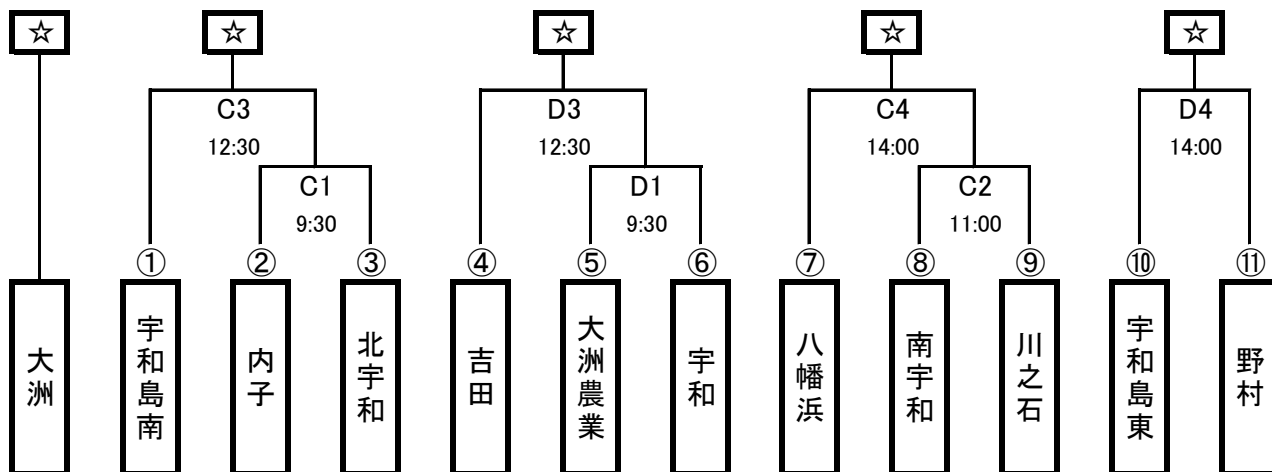 ☆ ☆ ☆ ☆ ☆
C3 D3 C4 D4
12:30 12:30 14:00 14:00
C1 D1 C2
9:30 9:30 11:00
① ② ③ ④ ⑤ ⑥ ⑦ ⑧ ⑨ ⑩ ⑪
大洲
宇和島南
内子
北宇和
吉田
大洲農業
宇和
八幡浜
南宇和
川之石
宇和島東
野村